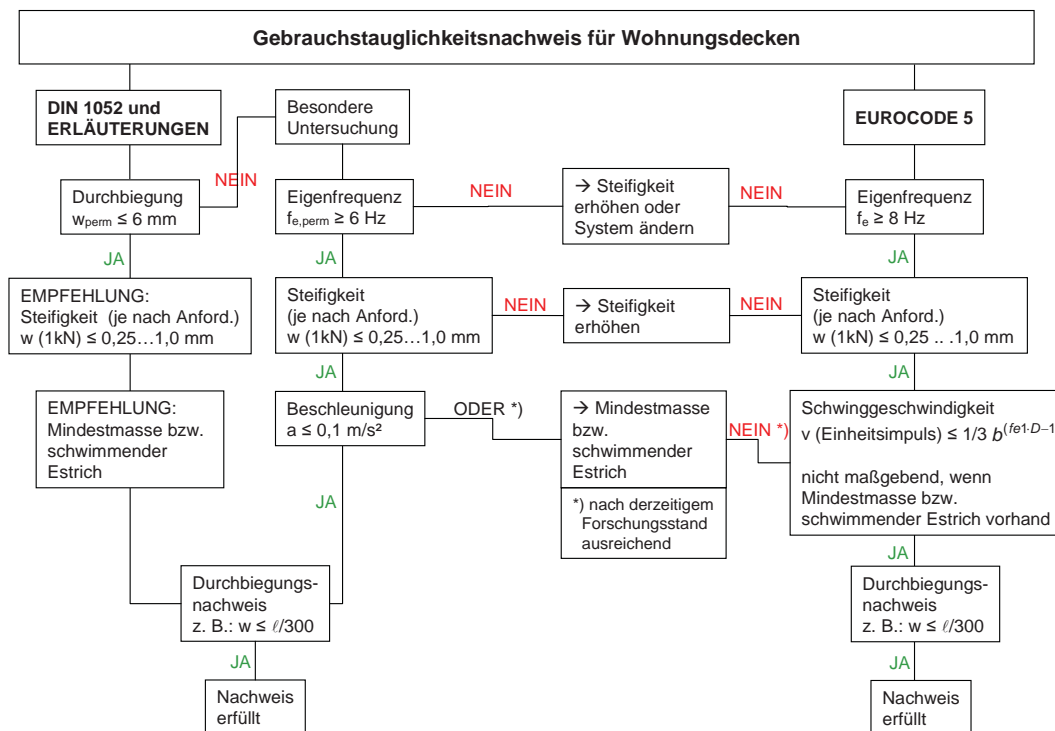 Gebrauchstauglichkeitsnachweis für Wohnungsdecken
DIN 1052 und
ERLÄUTERUNGEN
Besondere
Untersuchung
EUROCODE 5
NEIN
Durchbiegung
wperm ≤ 6 mm
Eigenfrequenz
fe,perm ≥ 6 Hz
NEIN
→ Steifigkeit
erhöhen oder
System ändern
NEIN
Eigenfrequenz
fe ≥ 8 Hz
JA
JA
JA
EMPFEHLUNG:
Steifigkeit (je nach Anford.)
w (1kN) ≤ 0,25…1,0 mm
Steifigkeit
(je nach Anford.)
w (1kN) ≤ 0,25…1,0 mm
NEIN
→ Steifigkeit
erhöhen
NEIN
Steifigkeit
(je nach Anford.)
w (1kN) ≤ 0,25 .. .1,0 mm
JA
JA
EMPFEHLUNG:
Mindestmasse bzw.
schwimmender
Estrich
Beschleunigung
a ≤ 0,1 m/s²
ODER *)
→ Mindestmasse
bzw.
schwimmender
Estrich
*) nach derzeitigem
Forschungsstand
ausreichend
NEIN *)
Schwinggeschwindigkeit
v (Einheitsimpuls) ≤ 1/3 b(fe1·D−1
nicht maßgebend, wenn
Mindestmasse bzw.
schwimmender Estrich vorhand
JA
JA
Durchbiegungs-
nachweis
z. B.: w ≤ ℓ/300
Durchbiegungs-
nachweis
z. B.: w ≤ ℓ/300
JA
JA
Nachweis
erfüllt
Nachweis
erfüllt